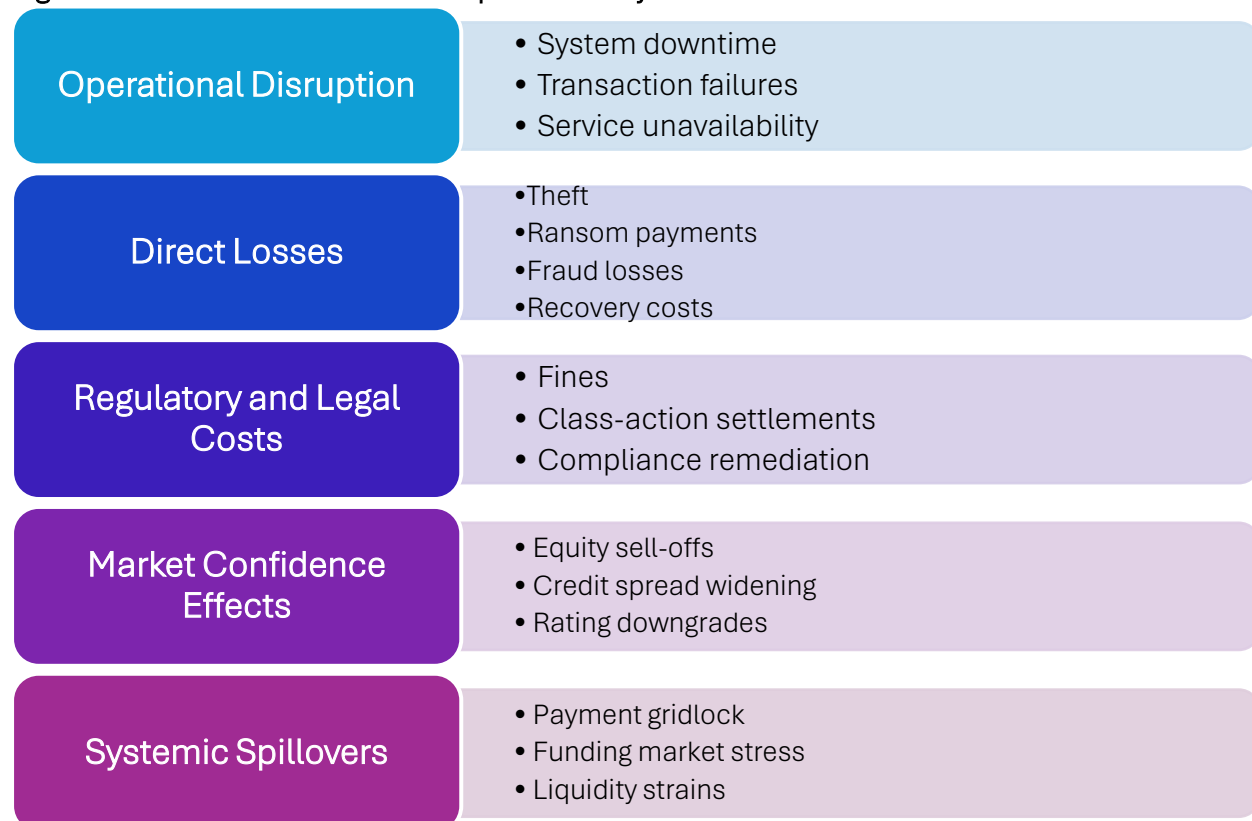 Operational Disruption
• System downtime
• Transaction failures
• Service unavailability
Direct Losses
•Theft
•Ransom payments
•Fraud losses
•Recovery costs
Regulatory and Legal
Costs
• Fines
• Class-action settlements
• Compliance remediation
Market Confidence
Effects
• Equity sell-offs
• Credit spread widening
• Rating downgrades
Systemic Spillovers
• Payment gridlock
• Funding market stress
• Liquidity strains